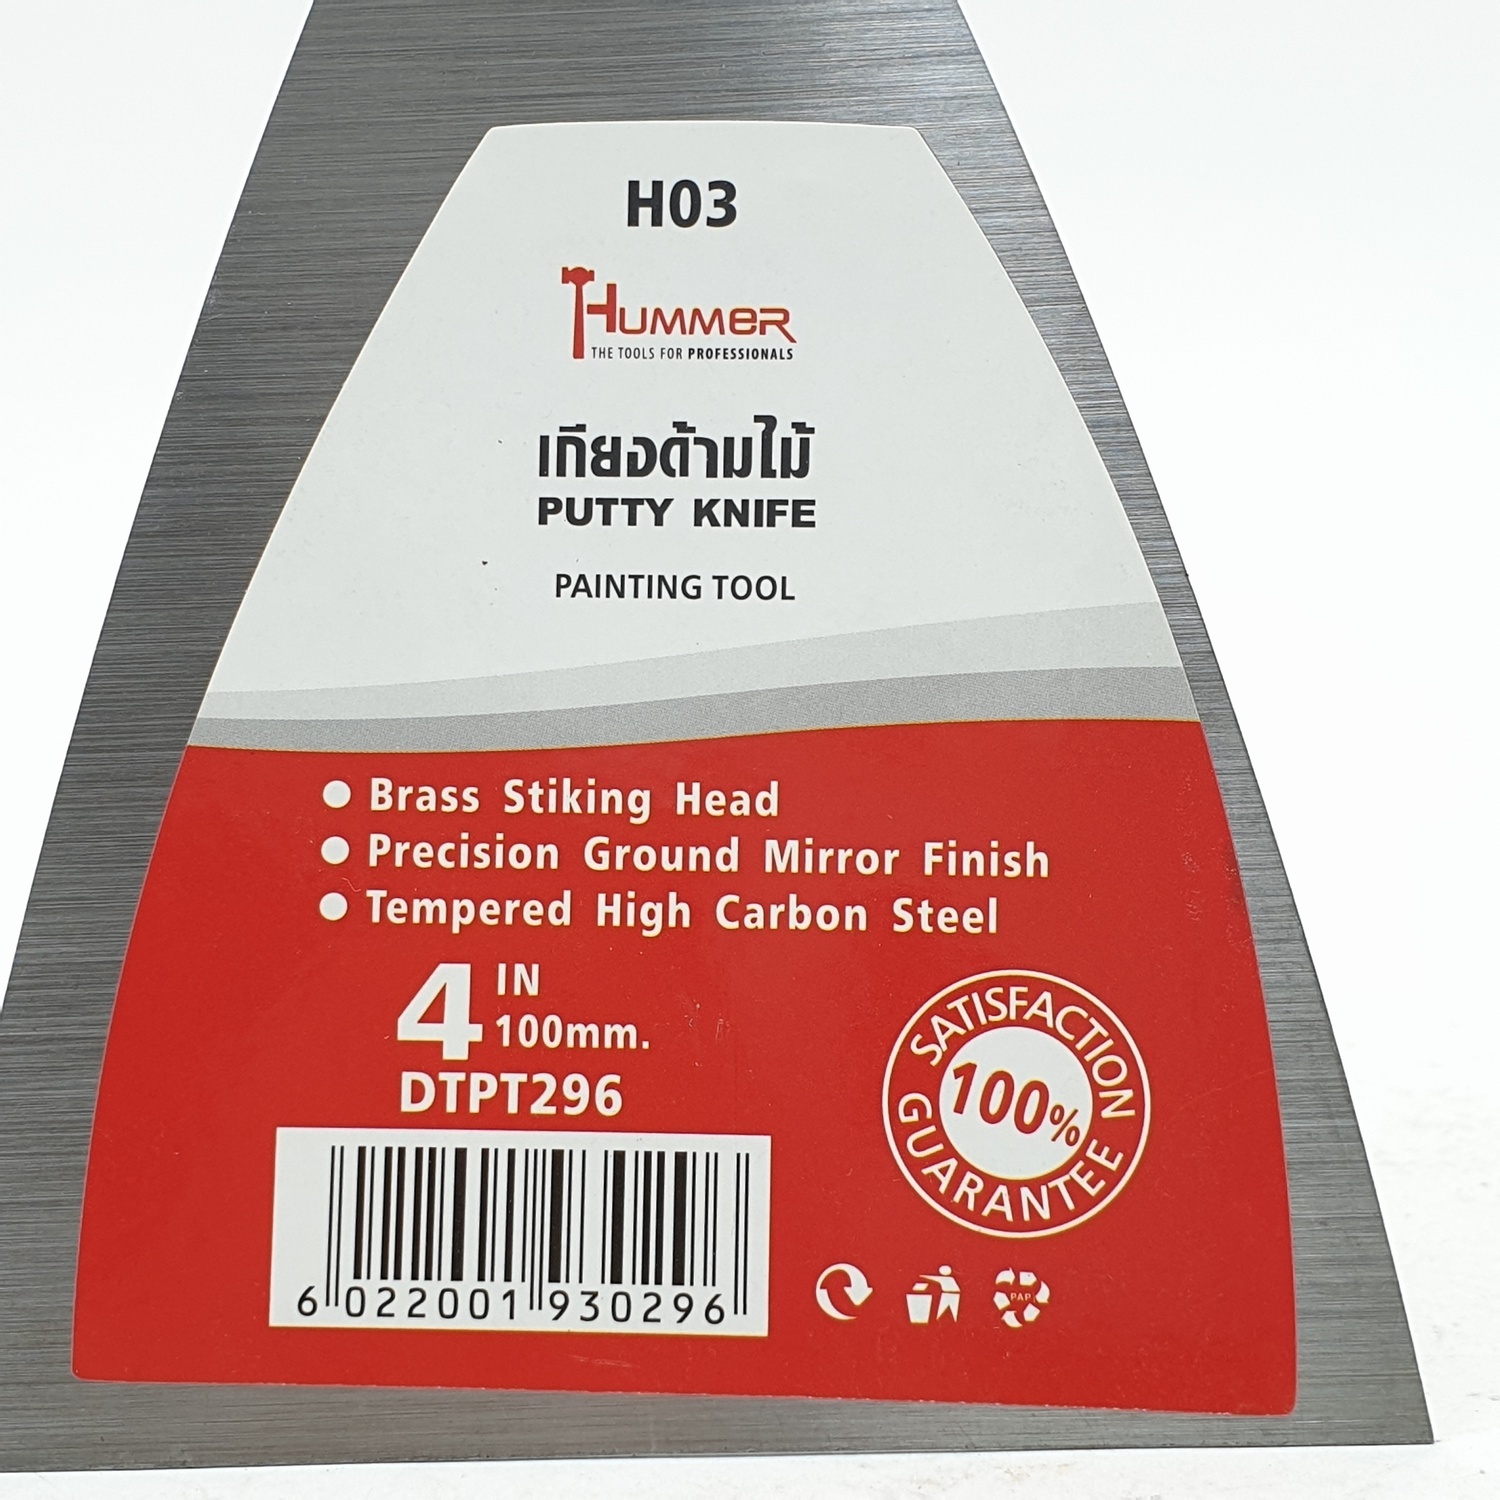 H03
HUMMER
THE TOOLS FOR PROFESSIONALS
เกียงด้ามไม้
PUTTY KNIFE
PAINTING TOOL
Brass Stiking Head
Precision Ground Mirror Finish
Tempered High Carbon Steel
4 IN
100mm.
DTPT296
SATISFACTION
100%
GUARANTEE
6 022001 930296
PAP